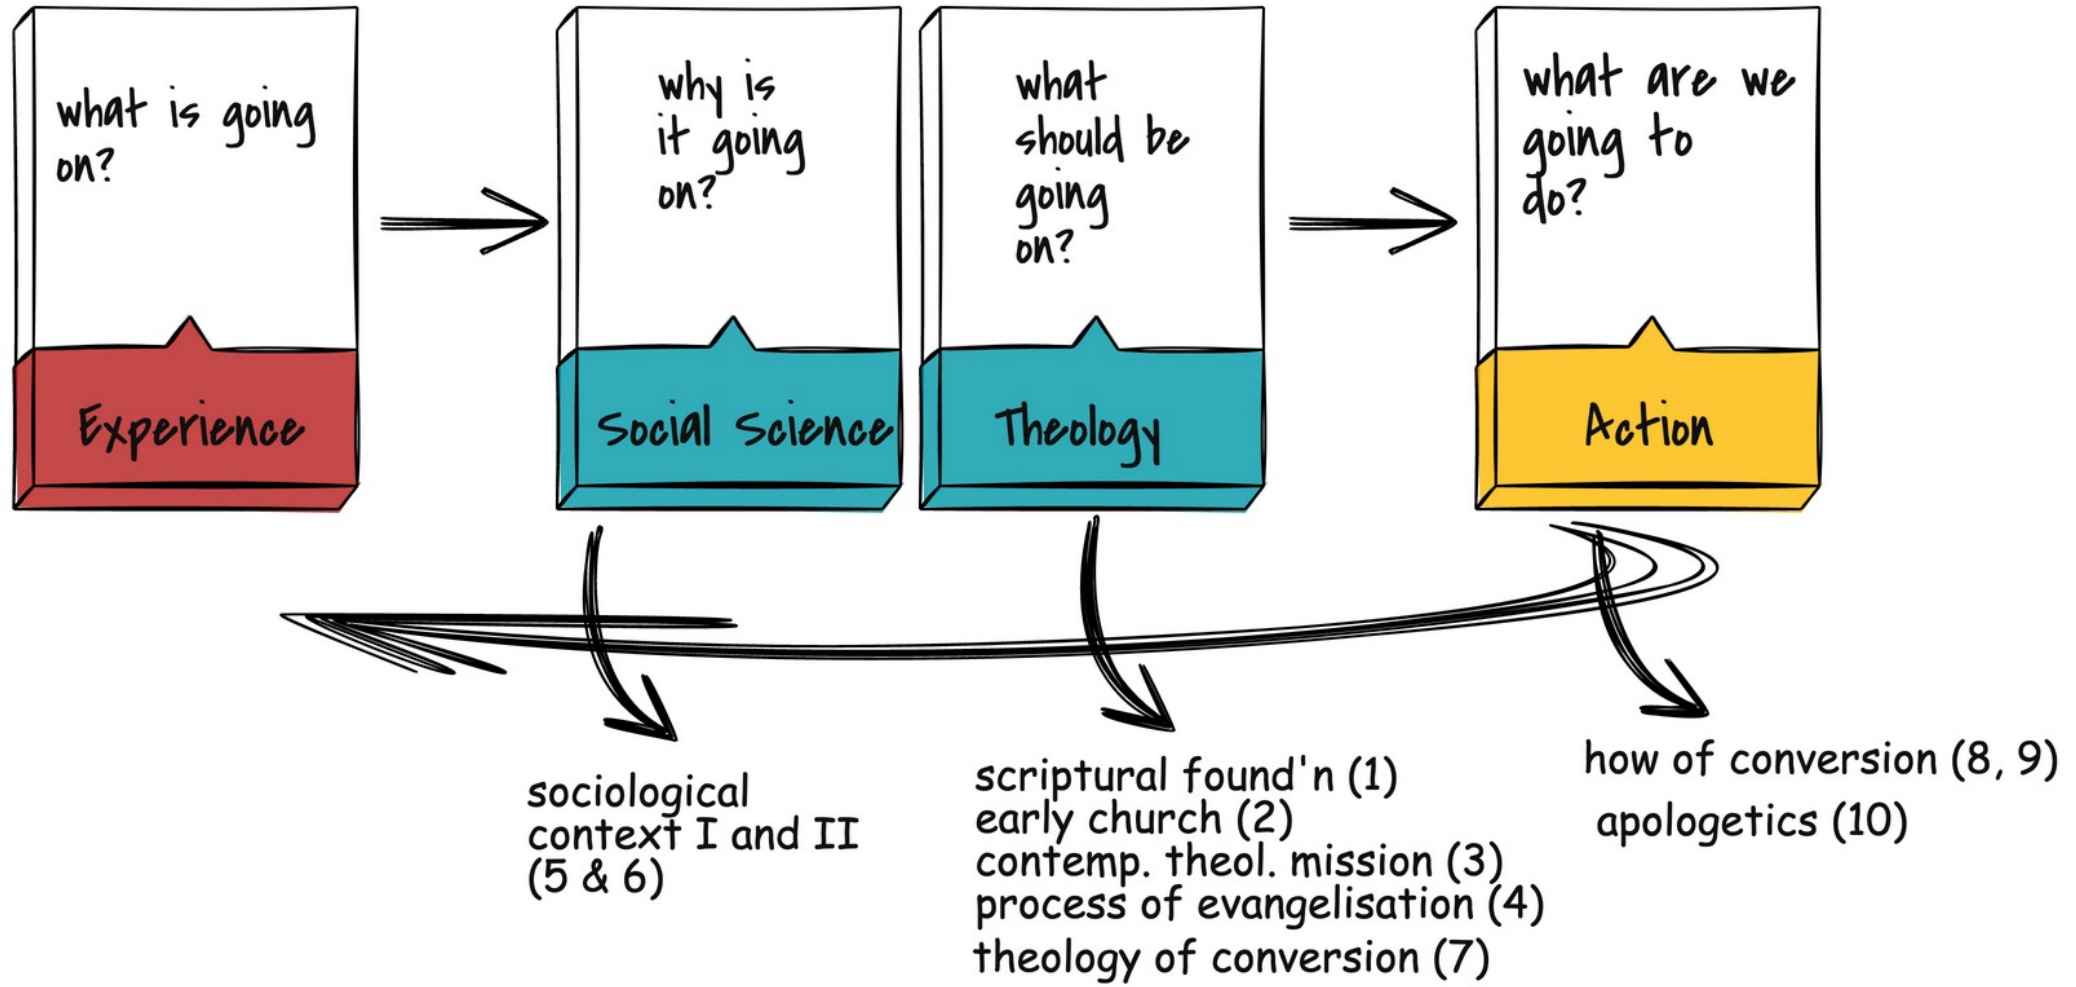 what is going
on?
Experience
why is
it going
on?
Social Science
what
should be
going
on?
Theology
what are we
going to
do?
Action
sociological
context I and II
(5 & 6)
scriptural found'n (1)
early church (2)
contemp. theol. mission (3)
process of evangelisation (4)
theology of conversion (7)
how of conversion (8, 9)
apologetics (10)